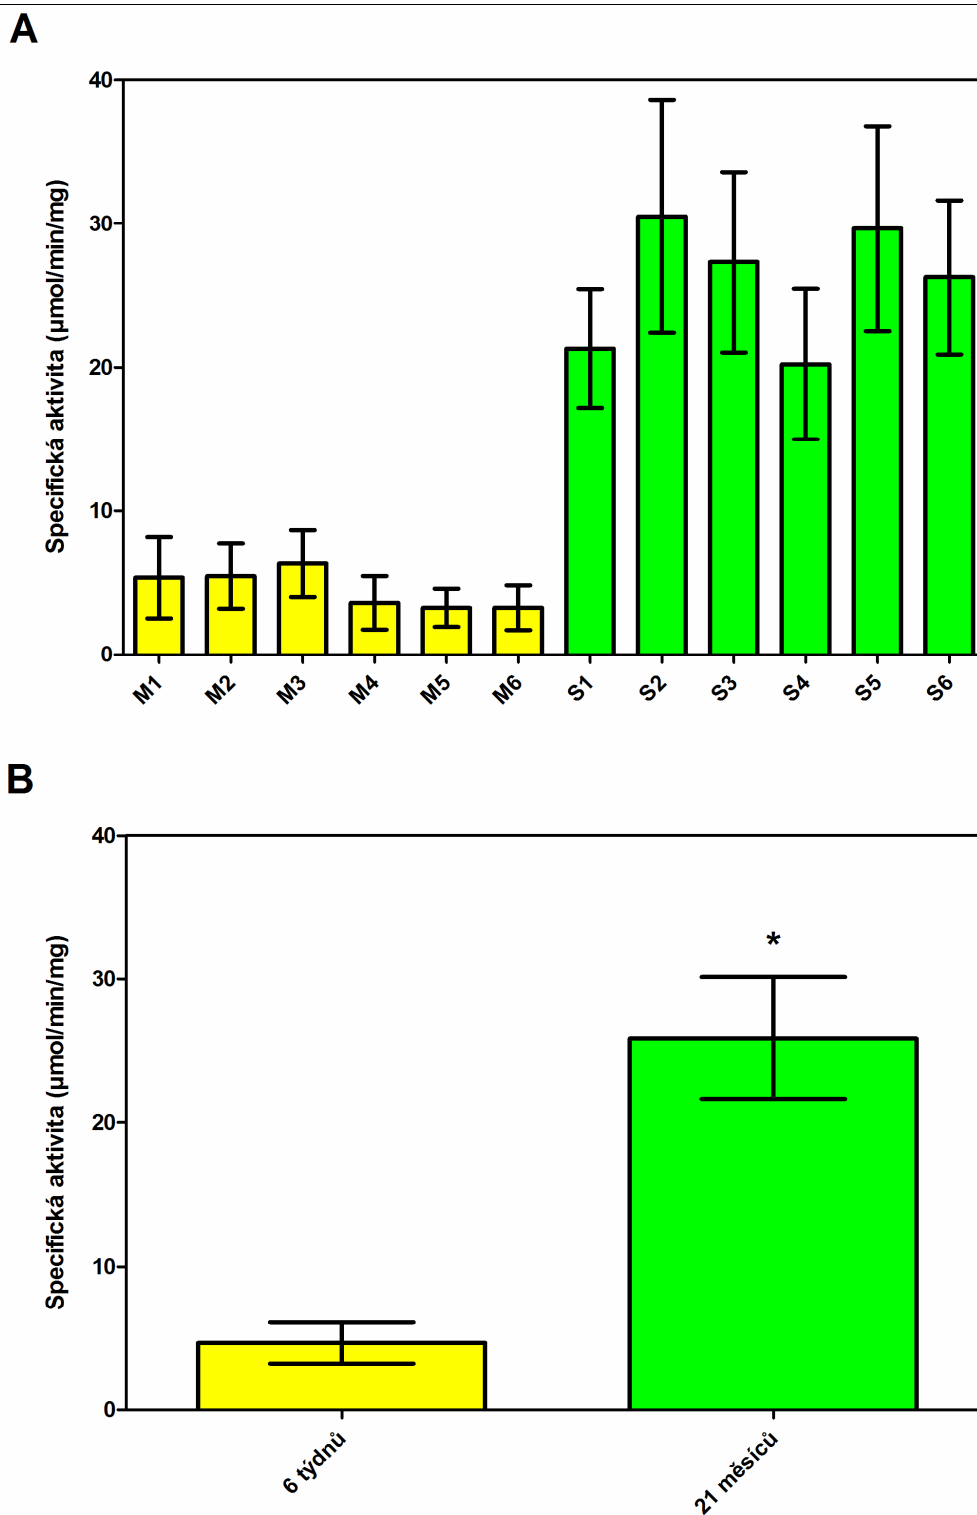 A
Specifická aktivita (µmol/min/mg)
40
30
20
10
0
M1
M2
M3
M4
M5
M6
S1
S2
S3
S4
S5
S6
B
Specifická aktivita (µmol/min/mg)
40
30
20
10
0
*
6 týdnů
21 měsíců